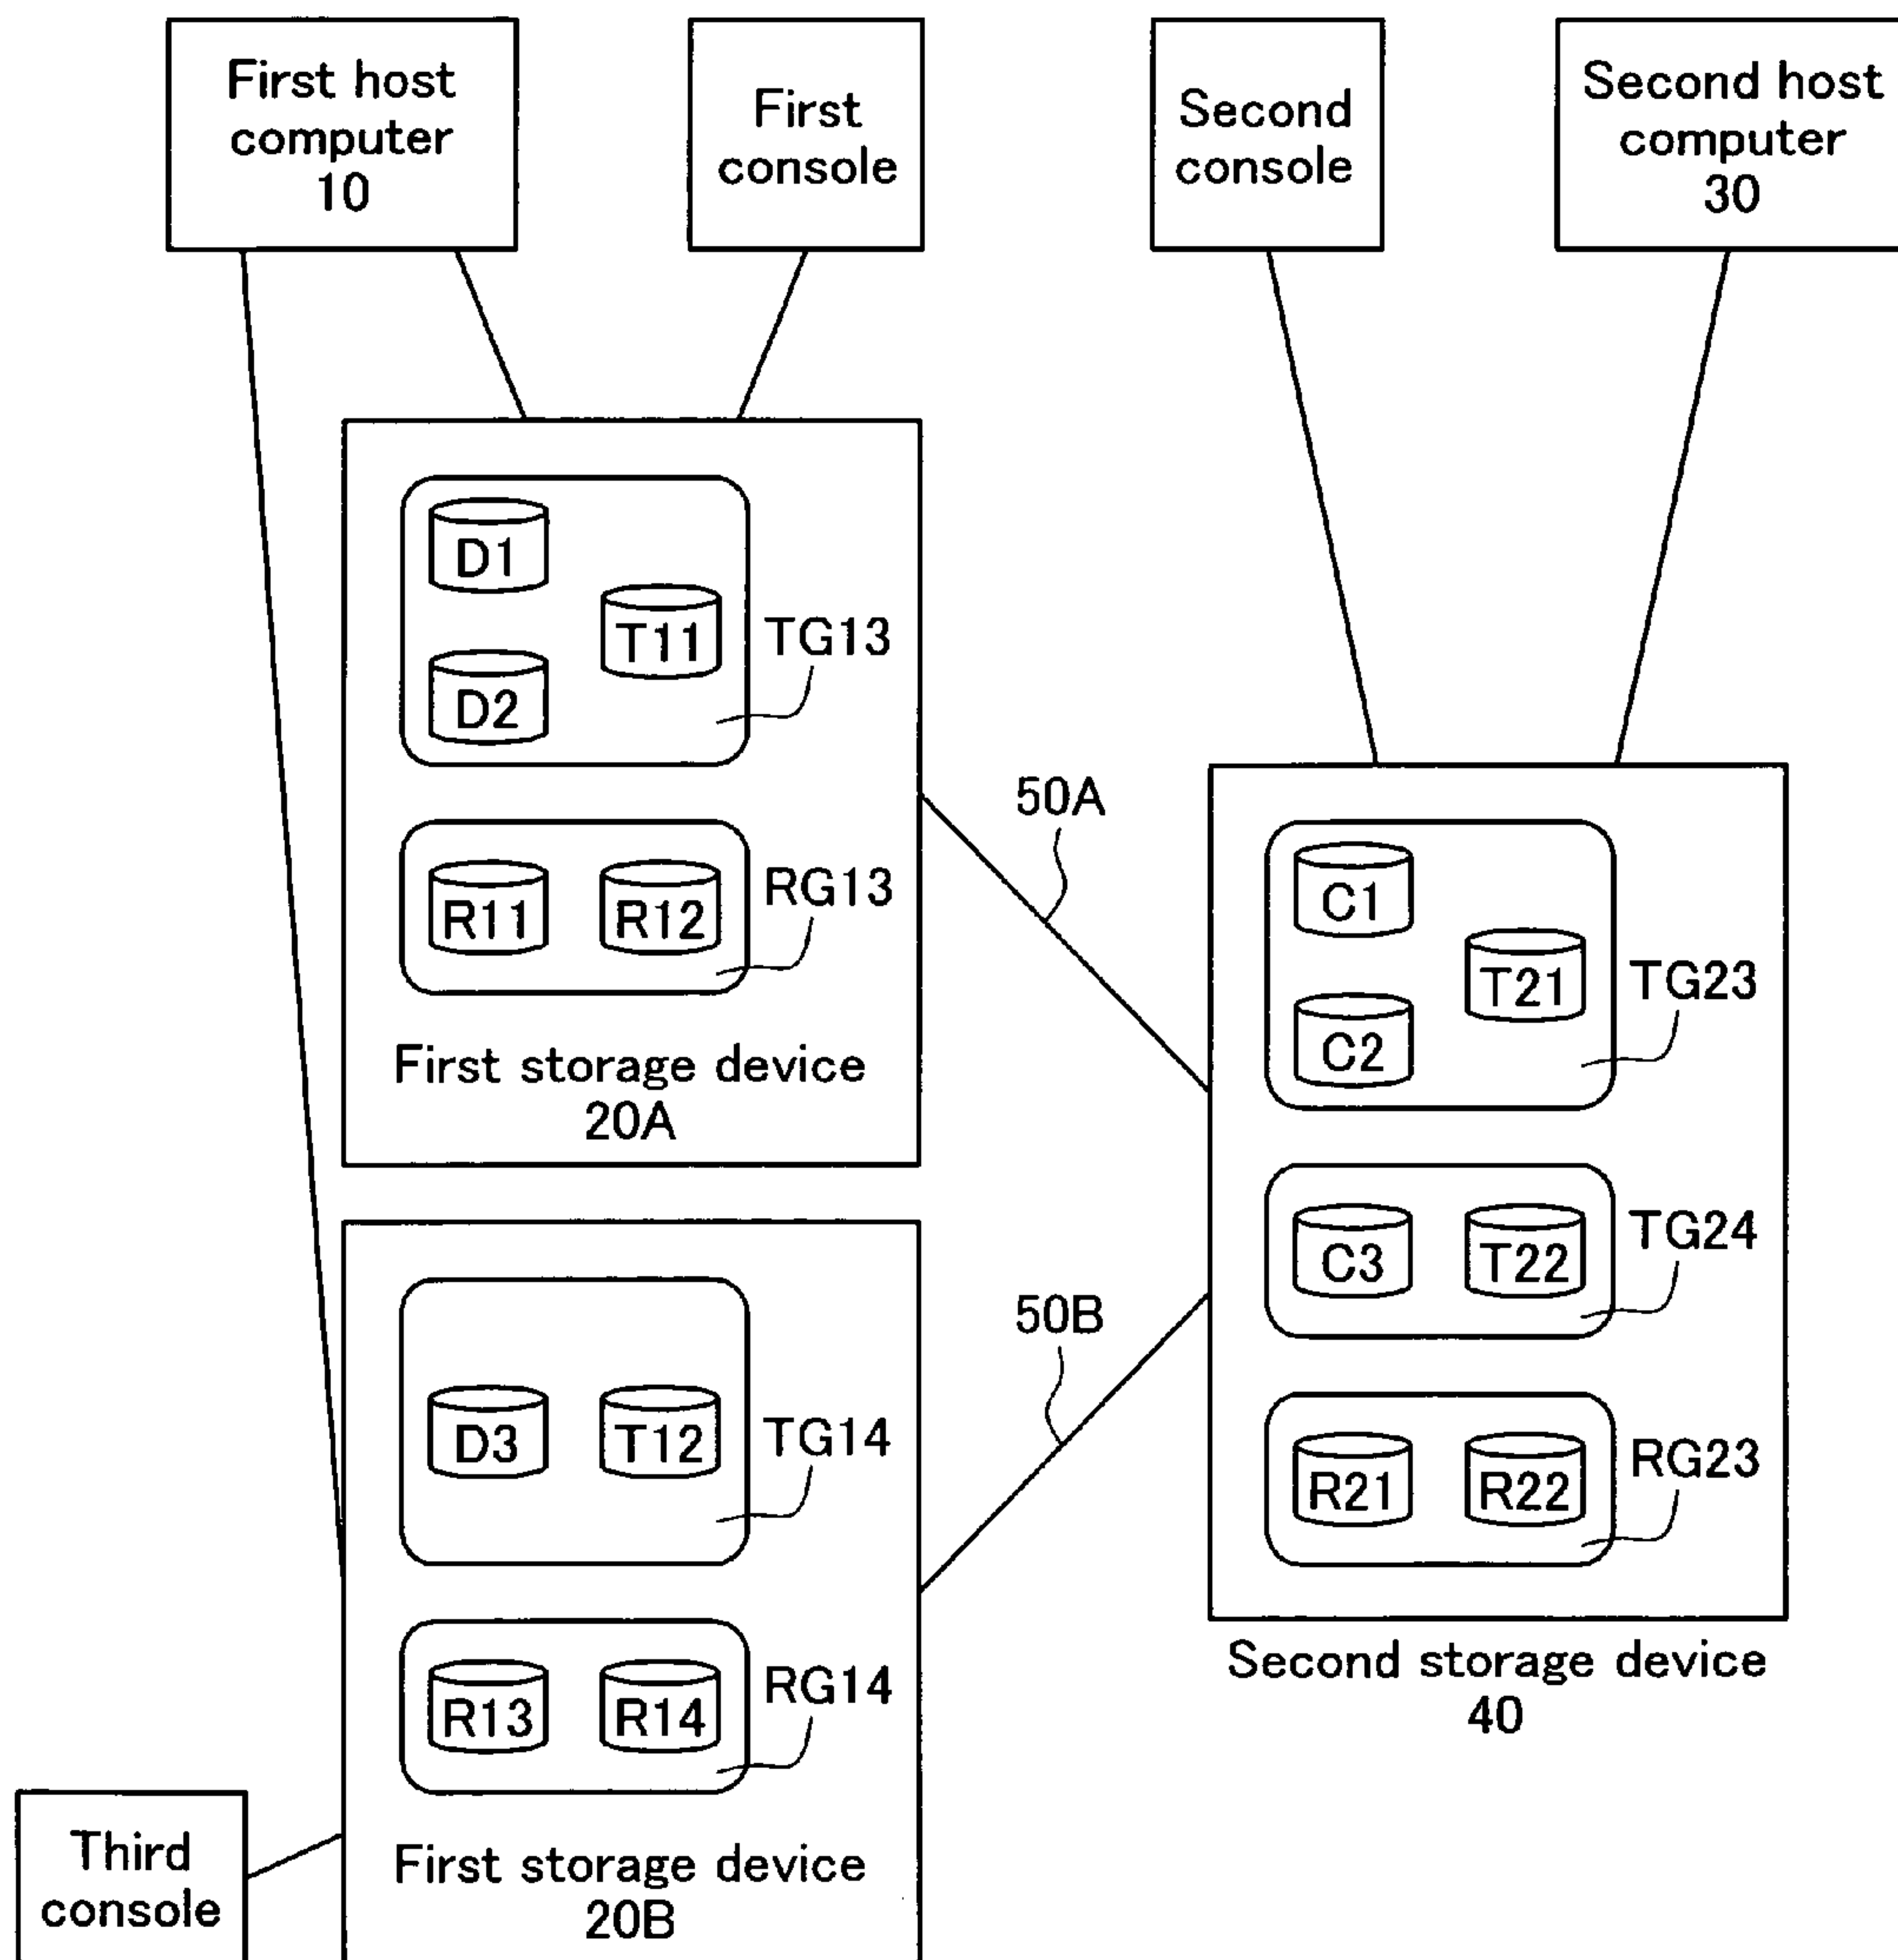 First host
computer
10
First
console
Second
console
Second host
computer
30
D1
T11
TG13
D2
R11
R12
RG13
First storage device
20A
50A
C1
T21
TG23
C2
C3
T22
TG24
50B
R21
R22
RG23
Second storage device
40
D3
T12
TG14
R13
R14
RG14
First storage device
20B
Third
console